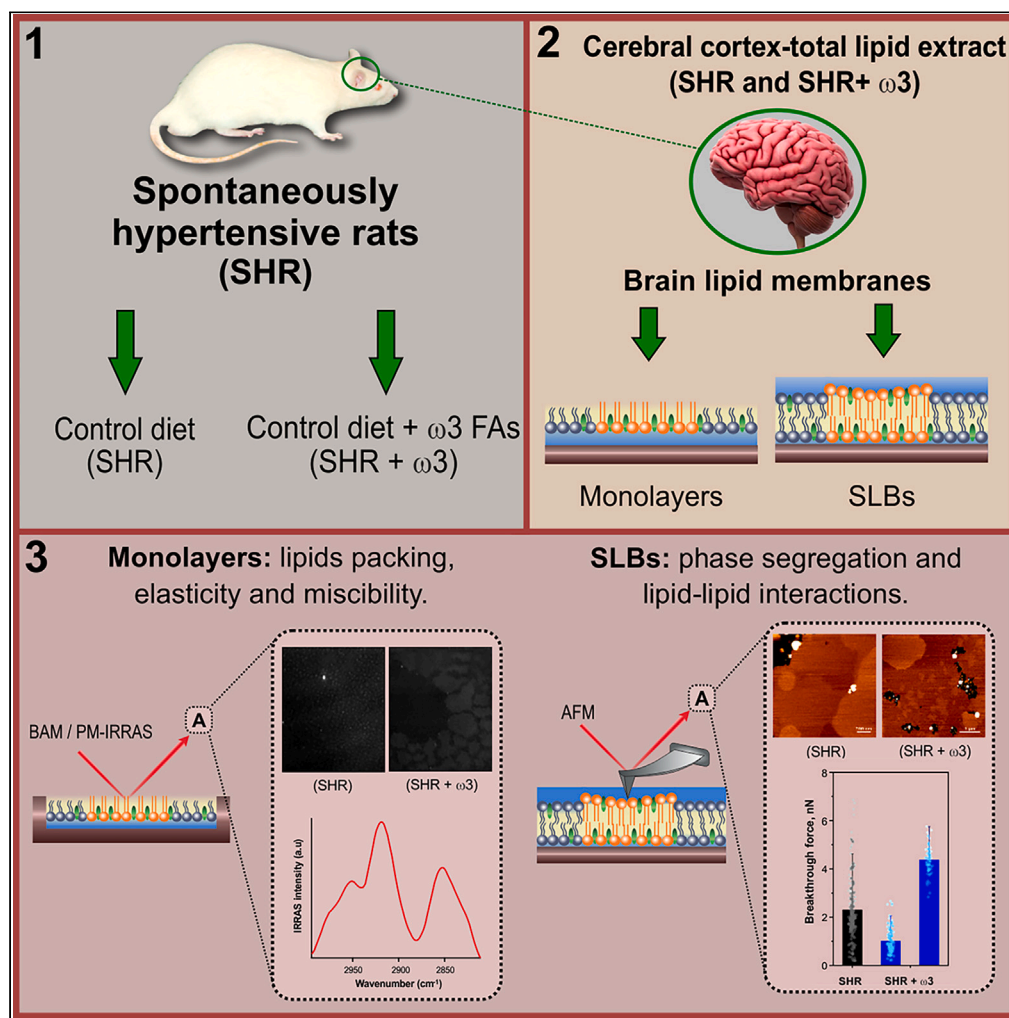 1
Spontaneously
hypertensive rats
(SHR)
Control diet
(SHR)
Control diet + ω3 FAs
(SHR + ω3)
2
Cerebral cortex-total lipid extract
(SHR and SHR+ ω3)
Brain lipid membranes
Monolayers
SLBs
3
Monolayers: lipids packing,
elasticity and miscibility.
BAM / PM-IRRAS
A
(SHR)
(SHR + ω3)
IRRAS intensity (a.u)
2950
2900
2850
Wavenumber (cm⁻¹)
SLBs: phase segregation and
lipid-lipid interactions.
AFM
A
(SHR)
(SHR + ω3)
Breakthrough force, nN
8
6
4
2
0
SHR
SHR + ω3